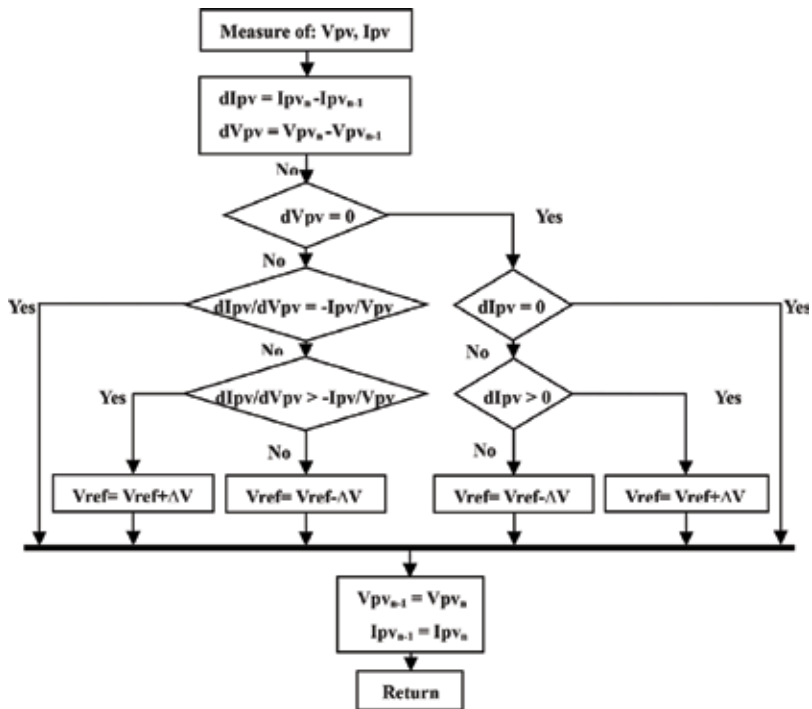 Measure of: Vpv, Ipv
dIpv = Ipvₙ-Ipvₙ₋₁
dVpv = Vpvₙ-Vpvₙ₋₁
No
dVpv = 0
Yes
No
Yes
dIpv/dVpv = -Ipv/Vpv
dIpv = 0
Yes
No
No
Yes
dIpv/dVpv > -Ipv/Vpv
dIpv > 0
Yes
No
No
Vref= Vref+ΔV
Vref= Vref-ΔV
Vref= Vref-ΔV
Vref= Vref+ΔV
Vpvₙ₋₁ = Vpvₙ
Ipvₙ₋₁ = Ipvₙ
Return